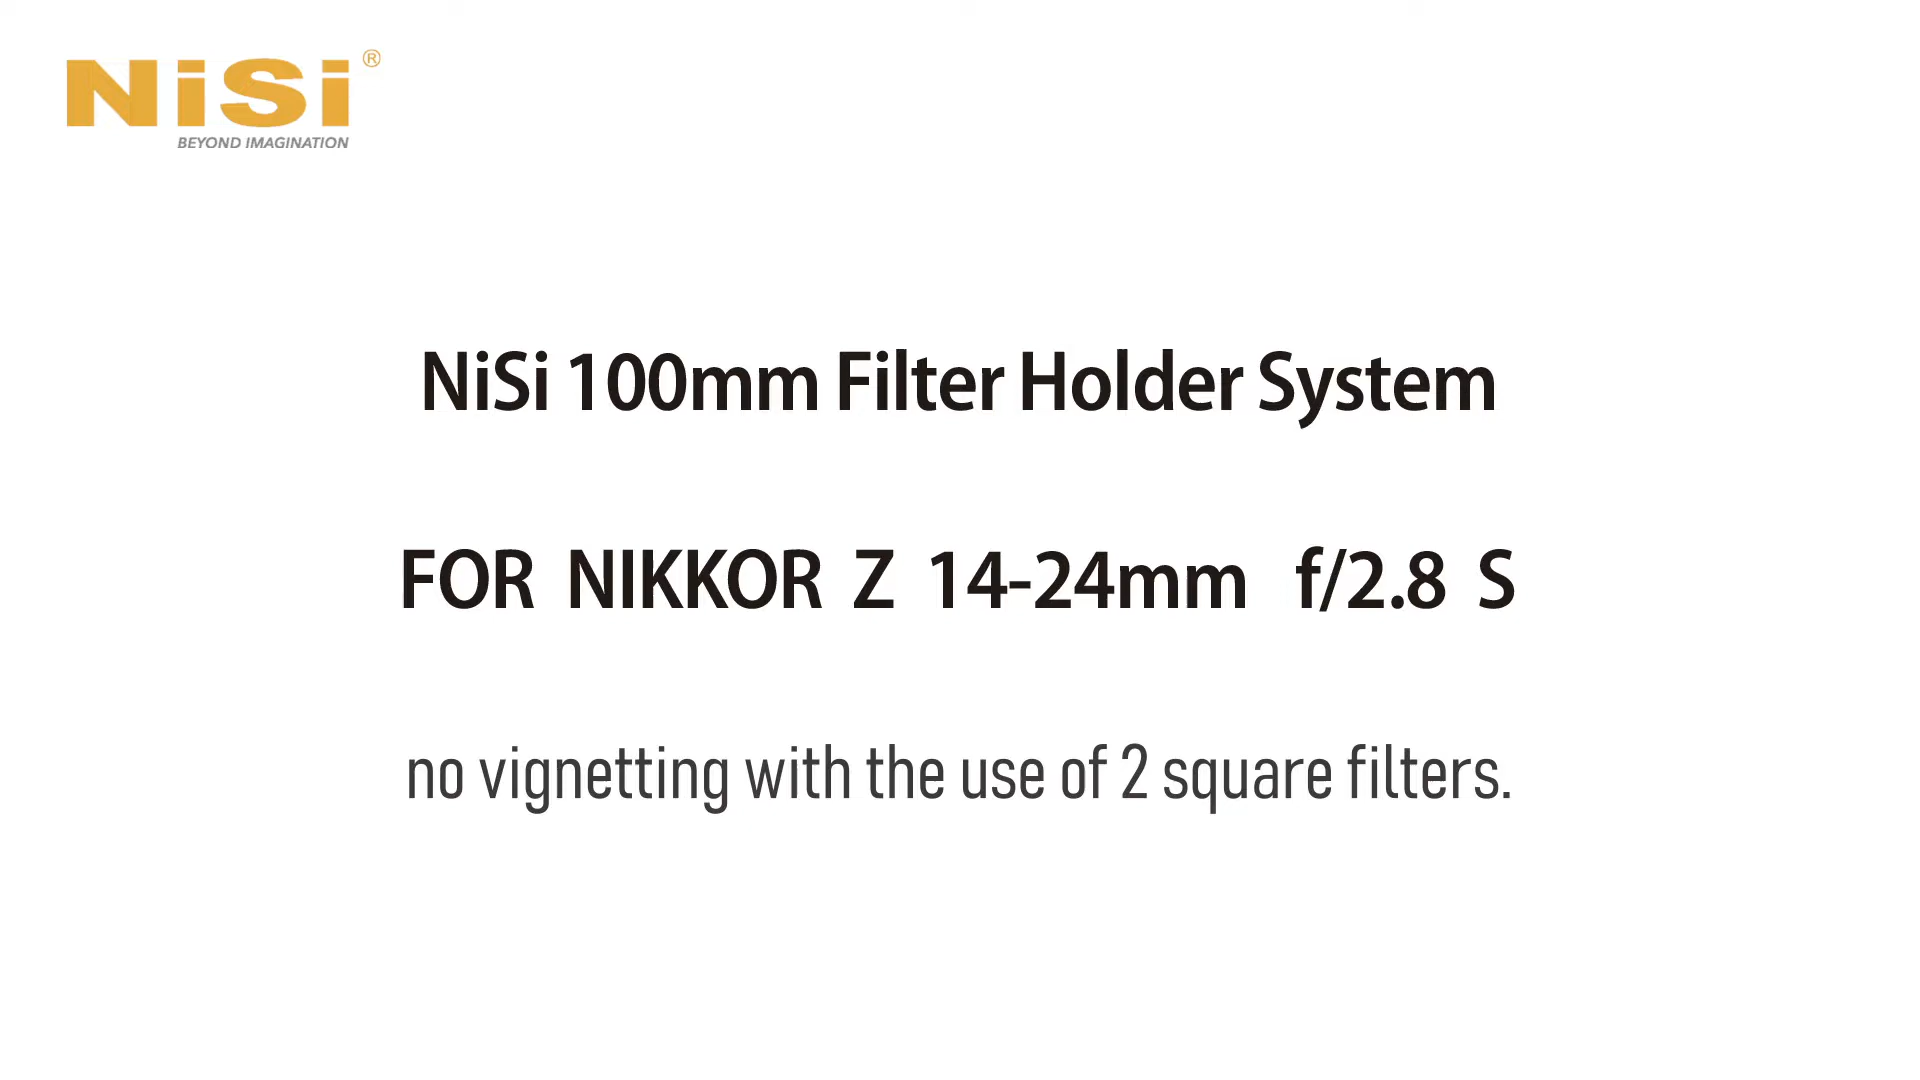 NiSi®
BEYOND IMAGINATION
NiSi 100mm Filter Holder System
FOR NIKKOR Z 14-24mm f/2.8 S
no vignetting with the use of 2 square filters.